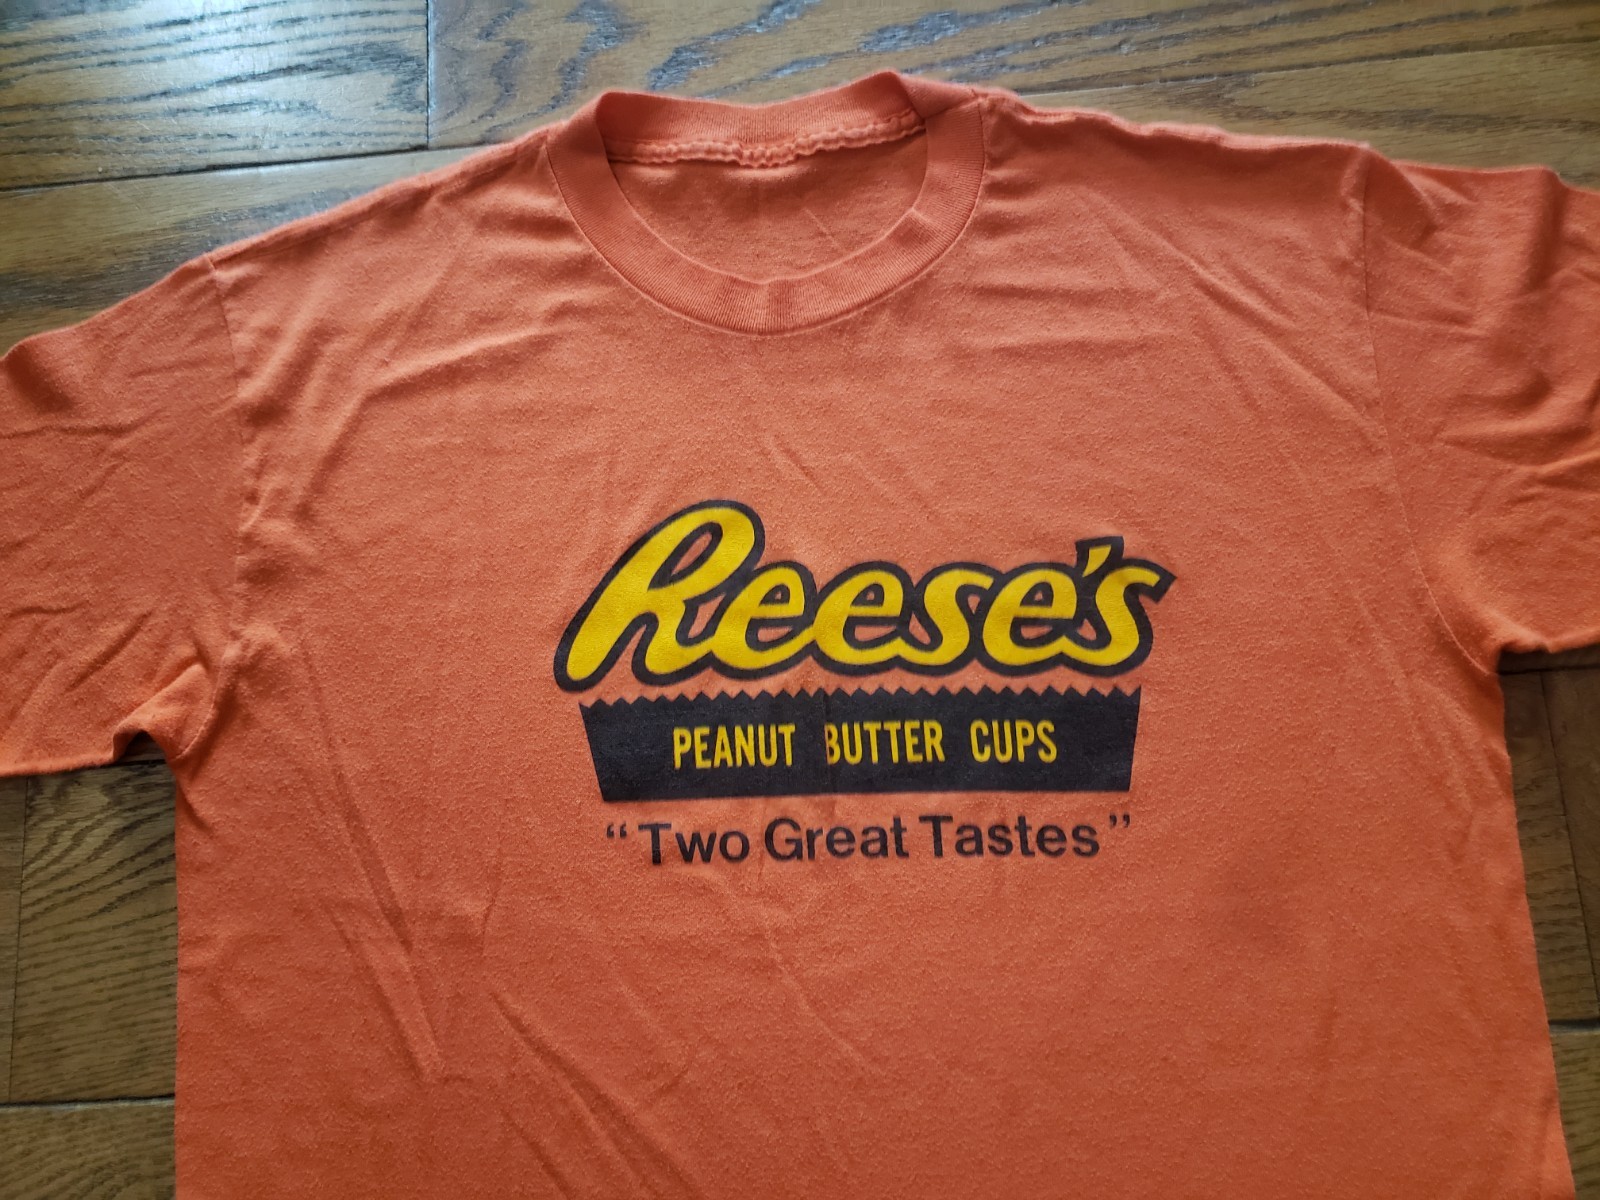 Reese's
PEANUT BUTTER CUPS
“Two Great Tastes”